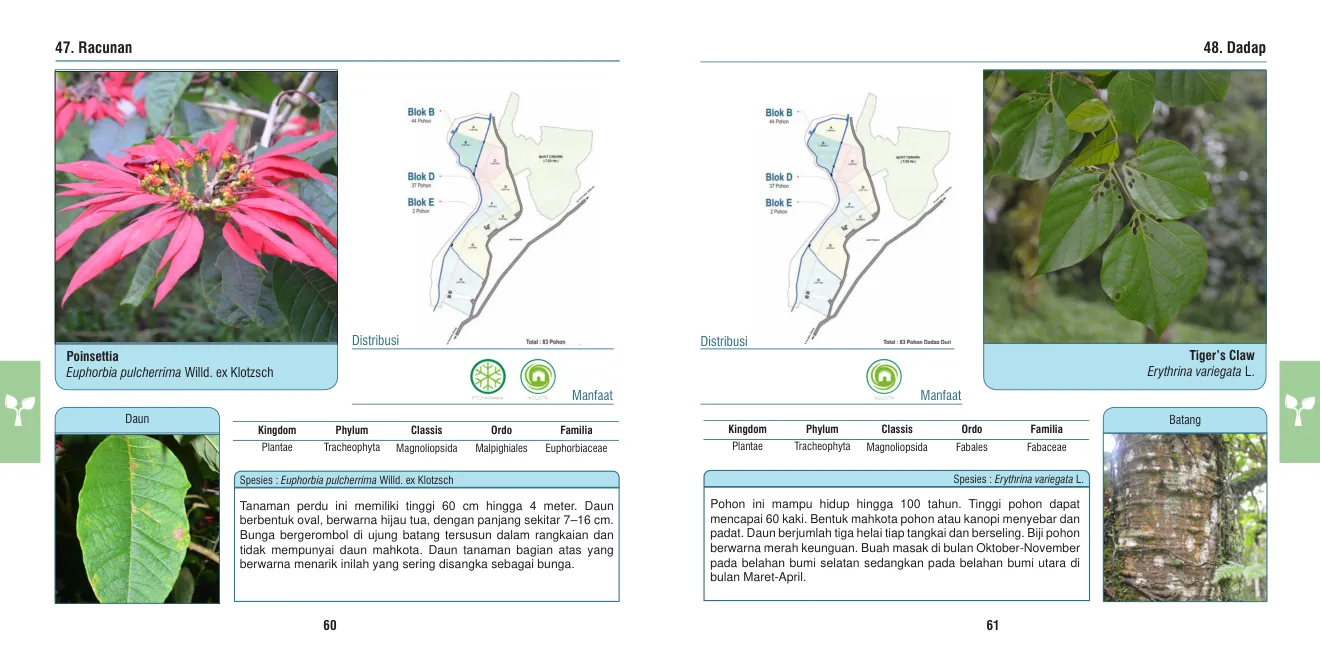 47. Racunan
Blok B
44 Pohon
Blok D
37 Pohon
Blok E
2 Pohon
Distribusi
Total : 83 Pohon
Poinsettia
Euphorbia pulcherrima Willd. ex Klotzsch
Manfaat
Daun
Kingdom Phylum Classis Ordo Familia
Plantae Tracheophyta Magnoliopsida Malpighiales Euphorbiaceae
Spesies : Euphorbia pulcherrima Willd. ex Klotzsch
Tanaman perdu ini memiliki tinggi 60 cm hingga 4 meter. Daun
berbentuk oval, berwarna hijau tua, dengan panjang sekitar 7–16 cm.
Bunga bergerombol di ujung batang tersusun dalam rangkaian dan
tidak mempunyai daun mahkota. Daun tanaman bagian atas yang
berwarna menarik inilah yang sering disangka sebagai bunga.
60
48. Dadap
Blok B
44 Pohon
Blok D
37 Pohon
Blok E
2 Pohon
Distribusi
Total : 83 Pohon Dadas Duri
Tiger's Claw
Erythrina variegata L.
Manfaat
Batang
Kingdom Phylum Classis Ordo Familia
Plantae Tracheophyta Magnoliopsida Fabales Fabaceae
Spesies : Erythrina variegata L.
Pohon ini mampu hidup hingga 100 tahun. Tinggi pohon dapat
mencapai 60 kaki. Bentuk mahkota pohon atau kanopi menyebar dan
padat. Daun berjumlah tiga helai tiap tangkai dan berseling. Biji pohon
berwarna merah keunguan. Buah masak di bulan Oktober-November
pada belahan bumi selatan sedangkan pada belahan bumi utara di
bulan Maret-April.
61